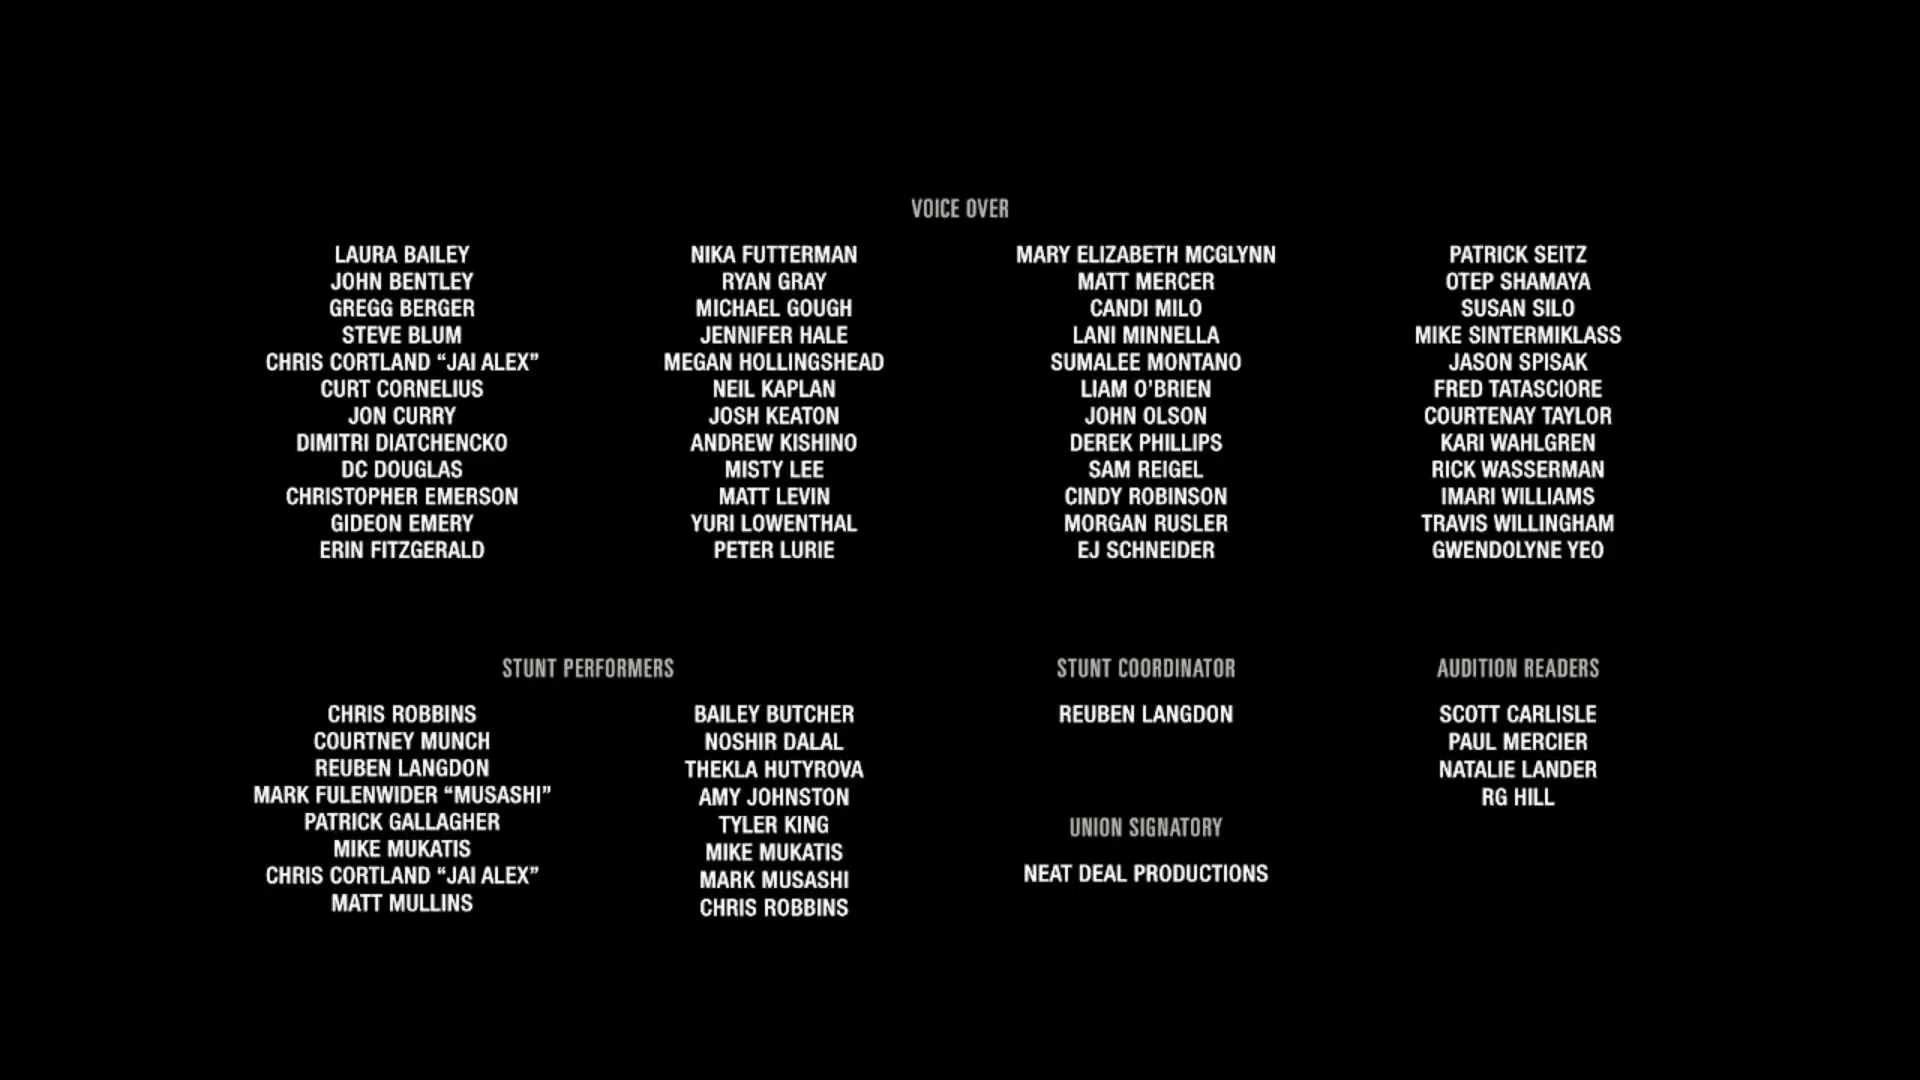 VOICE OVER
LAURA BAILEY
JOHN BENTLEY
GREGG BERGER
STEVE BLUM
CHRIS CORTLAND “JAI ALEX”
CURT CORNELIUS
JON CURRY
DIMITRI DIATCHENCKO
DC DOUGLAS
CHRISTOPHER EMERSON
GIDEON EMERY
ERIN FITZGERALD
NIKA FUTTERMAN
RYAN GRAY
MICHAEL GOUGH
JENNIFER HALE
MEGAN HOLLINGSHEAD
NEIL KAPLAN
JOSH KEATON
ANDREW KISHINO
MISTY LEE
MATT LEVIN
YURI LOWENTHAL
PETER LURIE
MARY ELIZABETH MCGLYNN
MATT MERCER
CANDI MILO
LANI MINNELLA
SUMALEE MONTANO
LIAM O’BRIEN
JOHN OLSON
DEREK PHILLIPS
SAM REIGEL
CINDY ROBINSON
MORGAN RUSLER
EJ SCHNEIDER
PATRICK SEITZ
OTEP SHAMAYA
SUSAN SILO
MIKE SINTERMIKLASS
JASON SPISAK
FRED TATASCIORE
COURTENAY TAYLOR
KARI WAHLGREN
RICK WASSERMAN
IMARI WILLIAMS
TRAVIS WILLINGHAM
GWENDOLYNE YEO
STUNT PERFORMERS
CHRIS ROBBINS
COURTNEY MUNCH
REUBEN LANGDON
MARK FULENWIDER “MUSASHI”
PATRICK GALLAGHER
MIKE MUKATIS
CHRIS CORTLAND “JAI ALEX”
MATT MULLINS
BAILEY BUTCHER
NOSHIR DALAL
THEKLA HUTYROVA
AMY JOHNSTON
TYLER KING
MIKE MUKATIS
MARK MUSASHI
CHRIS ROBBINS
STUNT COORDINATOR
REUBEN LANGDON
UNION SIGNATORY
NEAT DEAL PRODUCTIONS
AUDITION READERS
SCOTT CARLISLE
PAUL MERCIER
NATALIE LANDER
RG HILL